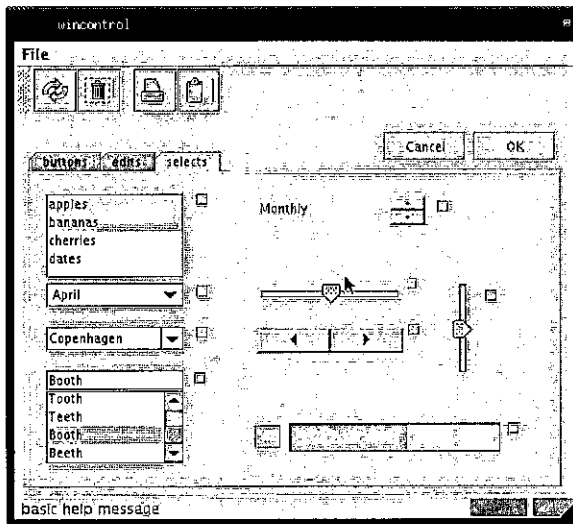 wincontrol
File
Cancel OK
buttons edits selects
apples
bananas
cherries
dates
Monthly
April
Copenhagen
Booth
Tooth
Teeth
Booth
Beeth
basic help message